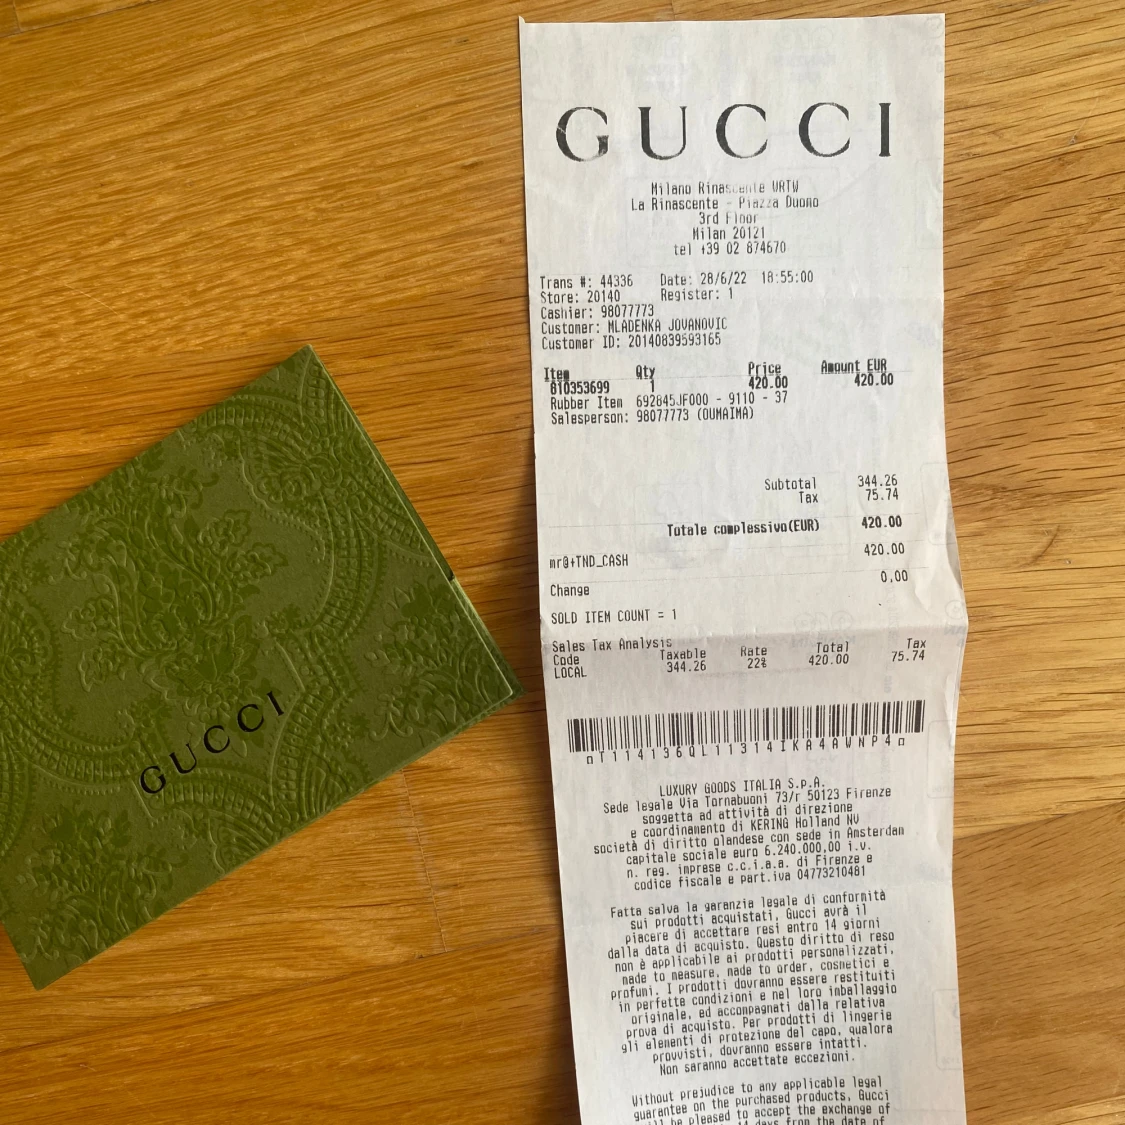 GUCCI
Milano Rinascente WRTW
La Rinascente - Piazza Duomo
3rd Floor
Milan 20121
tel +39 02 874670
Trans #: 44336 Date: 28/6/22 18:55:00
Store: 20140 Register: 1
Cashier: 98077773
Customer: MLADENKA JOVANOVIC
Customer ID: 20140839593165
Item Qty Price Amount EUR
810353699 1 420.00 420.00
Rubber Item 692845JF000 - 9110 - 37
Salesperson: 98077773 (OUMAIMA)
Subtotal 344.26
Tax 75.74
Totale complessivo(EUR) 420.00
mr@+TND_CASH 420.00
Change 0.00
SOLD ITEM COUNT = 1
Sales Tax Analysis
Code Taxable Rate Total Tax
LOCAL 344.26 22% 420.00 75.74
T114136QL11314IKA4AWNP4
LUXURY GOODS ITALIA S.p.A.
Sede legale Via Tornabuoni 73/r 50123 Firenze
soggetta ad attività di direzione
e coordinamento di KERING Holland NV
società di diritto olandese con sede in Amsterdam
capitale sociale euro 6.240.000,00 i.v.
n. reg. imprese c.c.i.a.a. di Firenze e
codice fiscale e part.iva 04773210481
Fatta salva la garanzia legale di conformità
sui prodotti acquistati, Gucci avrà il
piacere di accettare resi entro 14 giorni
dalla data di acquisto. Questo diritto di reso
non è applicabile ai prodotti personalizzati,
made to measure, made to order, cosmetici e
profumi. I prodotti dovranno essere restituiti
in perfette condizioni e nel loro imballaggio
originale, ed accompagnati dalla relativa
prova di acquisto. Per prodotti di lingerie
gli elementi di protezione del capo, qualora
provvisti, dovranno essere intatti.
Non saranno accettate eccezioni.
Without prejudice to any applicable legal
guarantee on the purchased products, Gucci
will be pleased to accept the exchange of
14 days from the date of
GUCCI